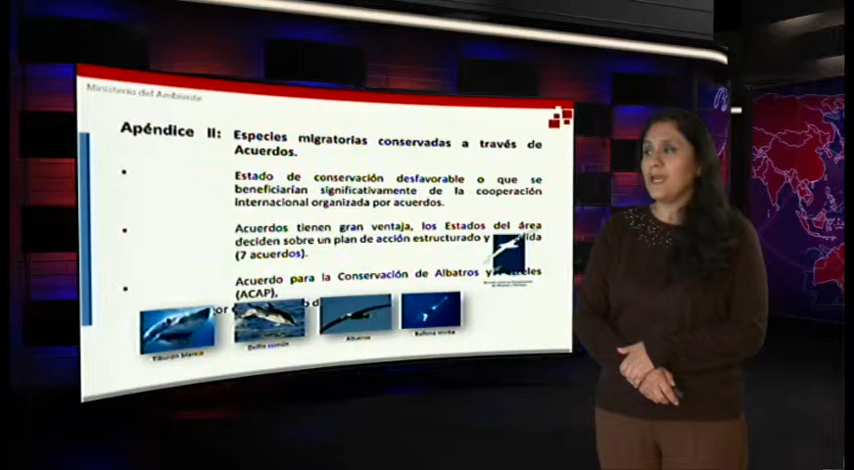 Ministerio del Ambiente
Apéndice II: Especies migratorias conservadas a través de
Acuerdos.
Estado de conservación desfavorable o que se
beneficiarían significativamente de la cooperación
internacional organizada por acuerdos.
Acuerdos tienen gran ventaja, los Estados del área
deciden sobre un plan de acción estructurado y
(7 acuerdos).
Acuerdo para la Conservación de Albatros y
(ACAP),
Tiburón blanco
Delfín común
Albatros
Ballena minke